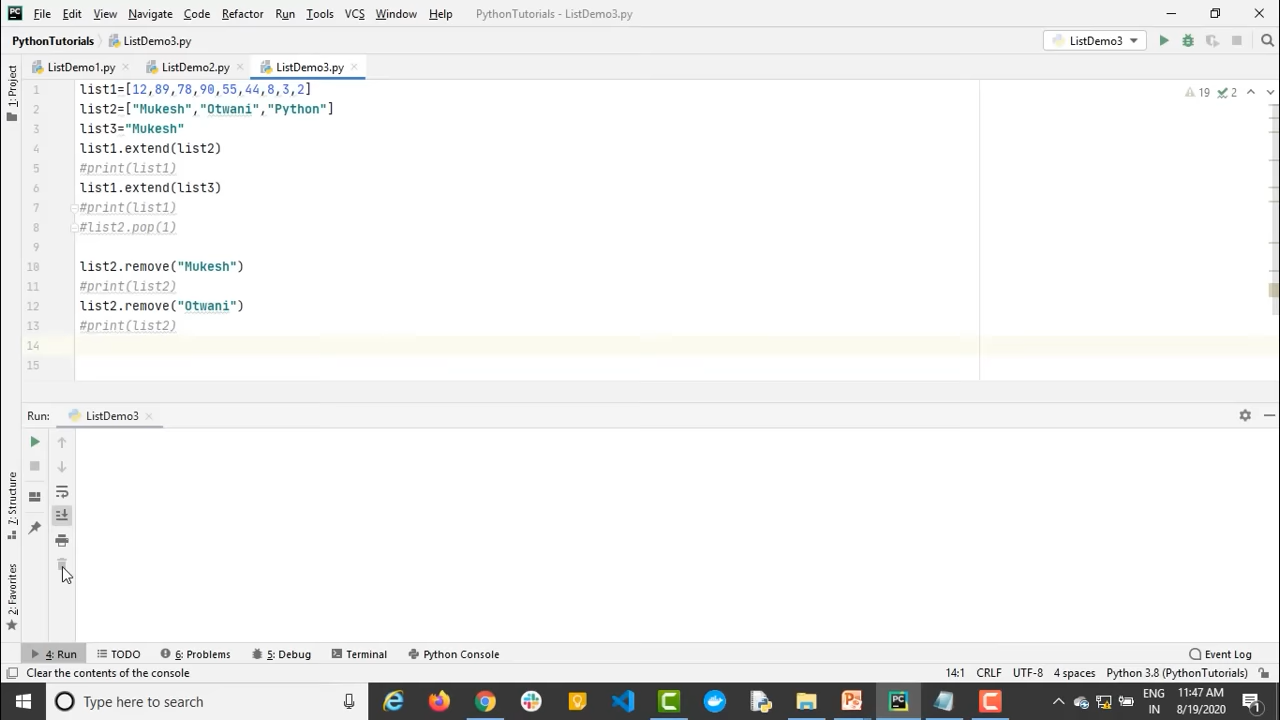 File Edit View Navigate Code Refactor Run Tools VCS Window Help PythonTutorials - ListDemo3.py
PythonTutorials ListDemo3.py ListDemo3
1: Project
ListDemo1.py ListDemo2.py ListDemo3.py
1 list1=[12,89,78,90,55,44,8,3,2]
19 2
2 list2=["Mukesh","Otwani","Python"]
3 list3="Mukesh"
4 list1.extend(list2)
5 #print(list1)
6 list1.extend(list3)
7 #print(list1)
8 #list2.pop(1)
9
10 list2.remove("Mukesh")
11 #print(list2)
12 list2.remove("Otwani")
13 #print(list2)
14
15
Run: ListDemo3
7: Structure
2: Favorites
4: Run TODO 6: Problems 5: Debug Terminal Python Console Event Log
Clear the contents of the console 14:1 CRLF UTF-8 4 spaces Python 3.8 (PythonTutorials)
Type here to search
ENG
IN
11:47 AM
8/19/2020